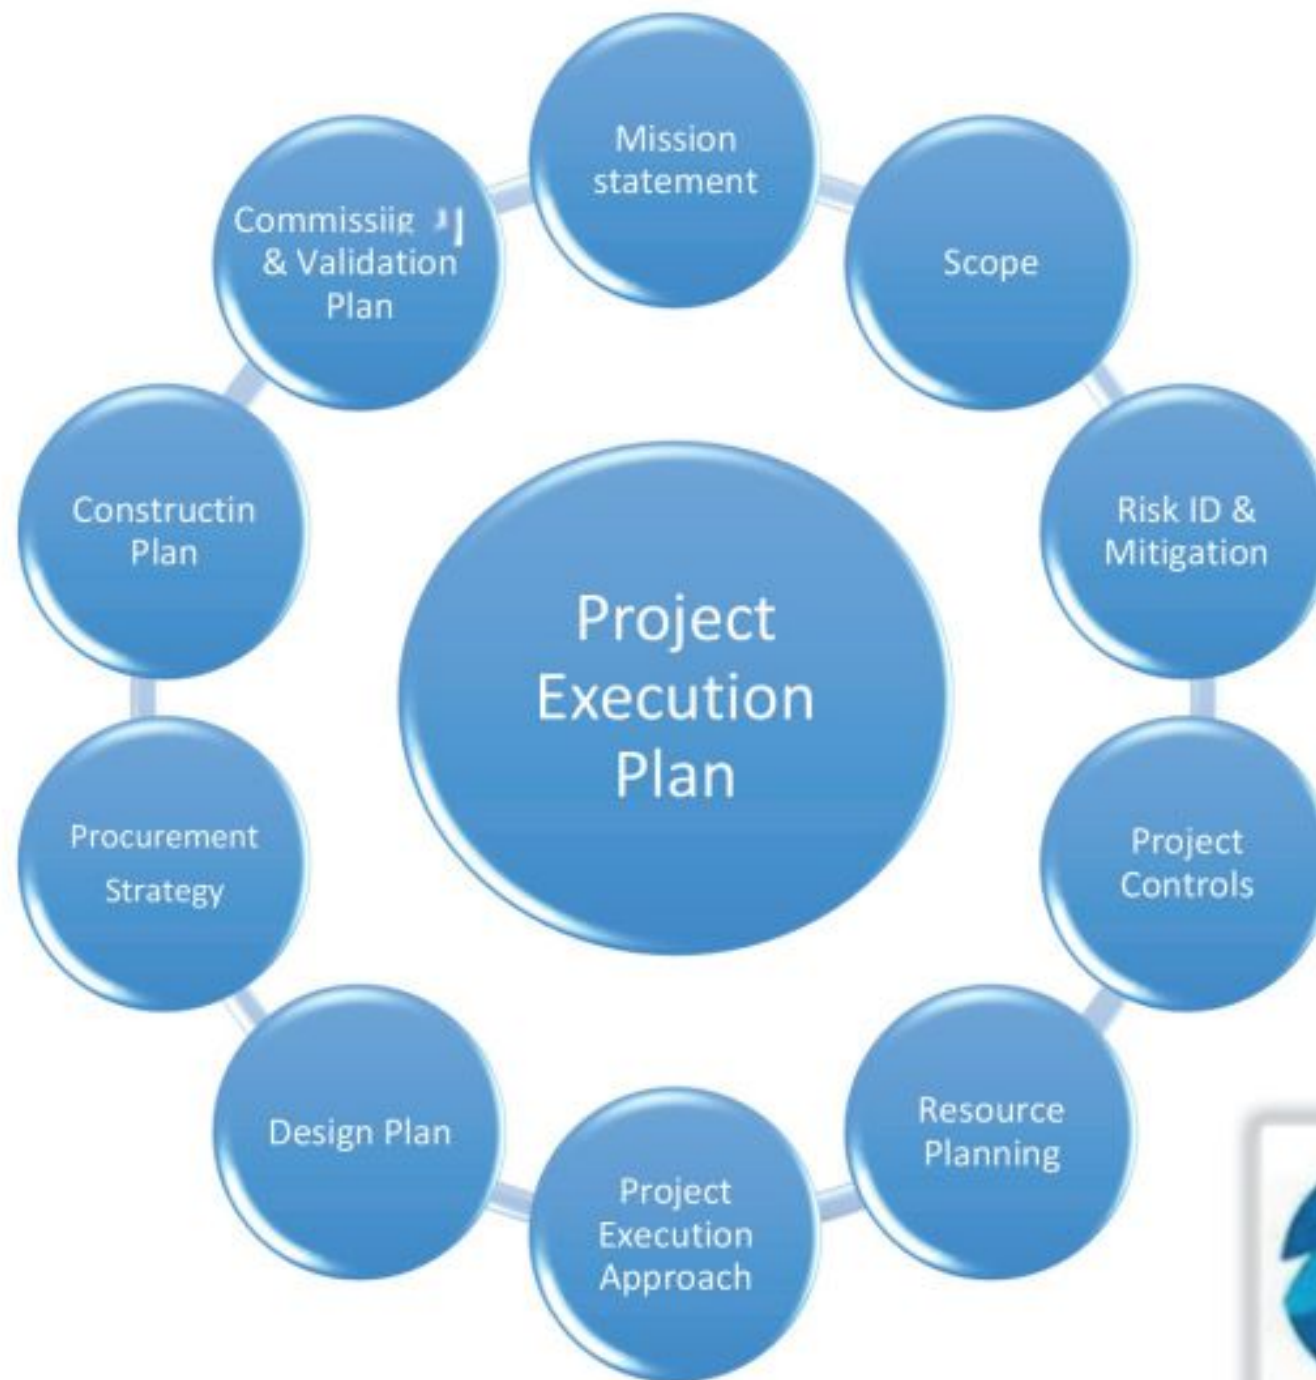 Mission
statement
Scope
Risk ID &
Mitigation
Project
Controls
Resource
Planning
Project
Execution
Approach
Design Plan
Procurement
Strategy
Constructin
Plan
& Validation
Plan
Project
Execution
Plan